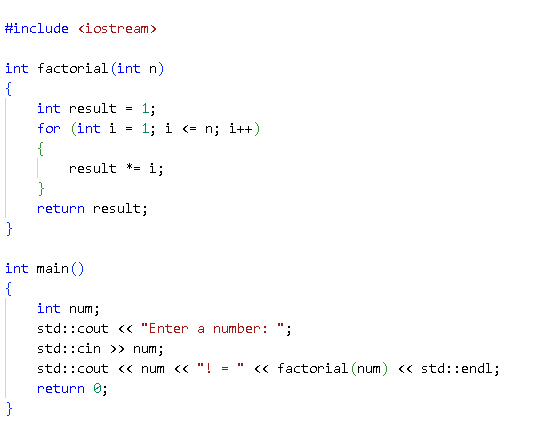 #include <iostream>
int factorial(int n)
{
    int result = 1;
    for (int i = 1; i <= n; i++)
    {
        result *= i;
    }
    return result;
}
int main()
{
    int num;
    std::cout << "Enter a number: ";
    std::cin >> num;
    std::cout << num << "! = " << factorial(num) << std::endl;
    return 0;
}